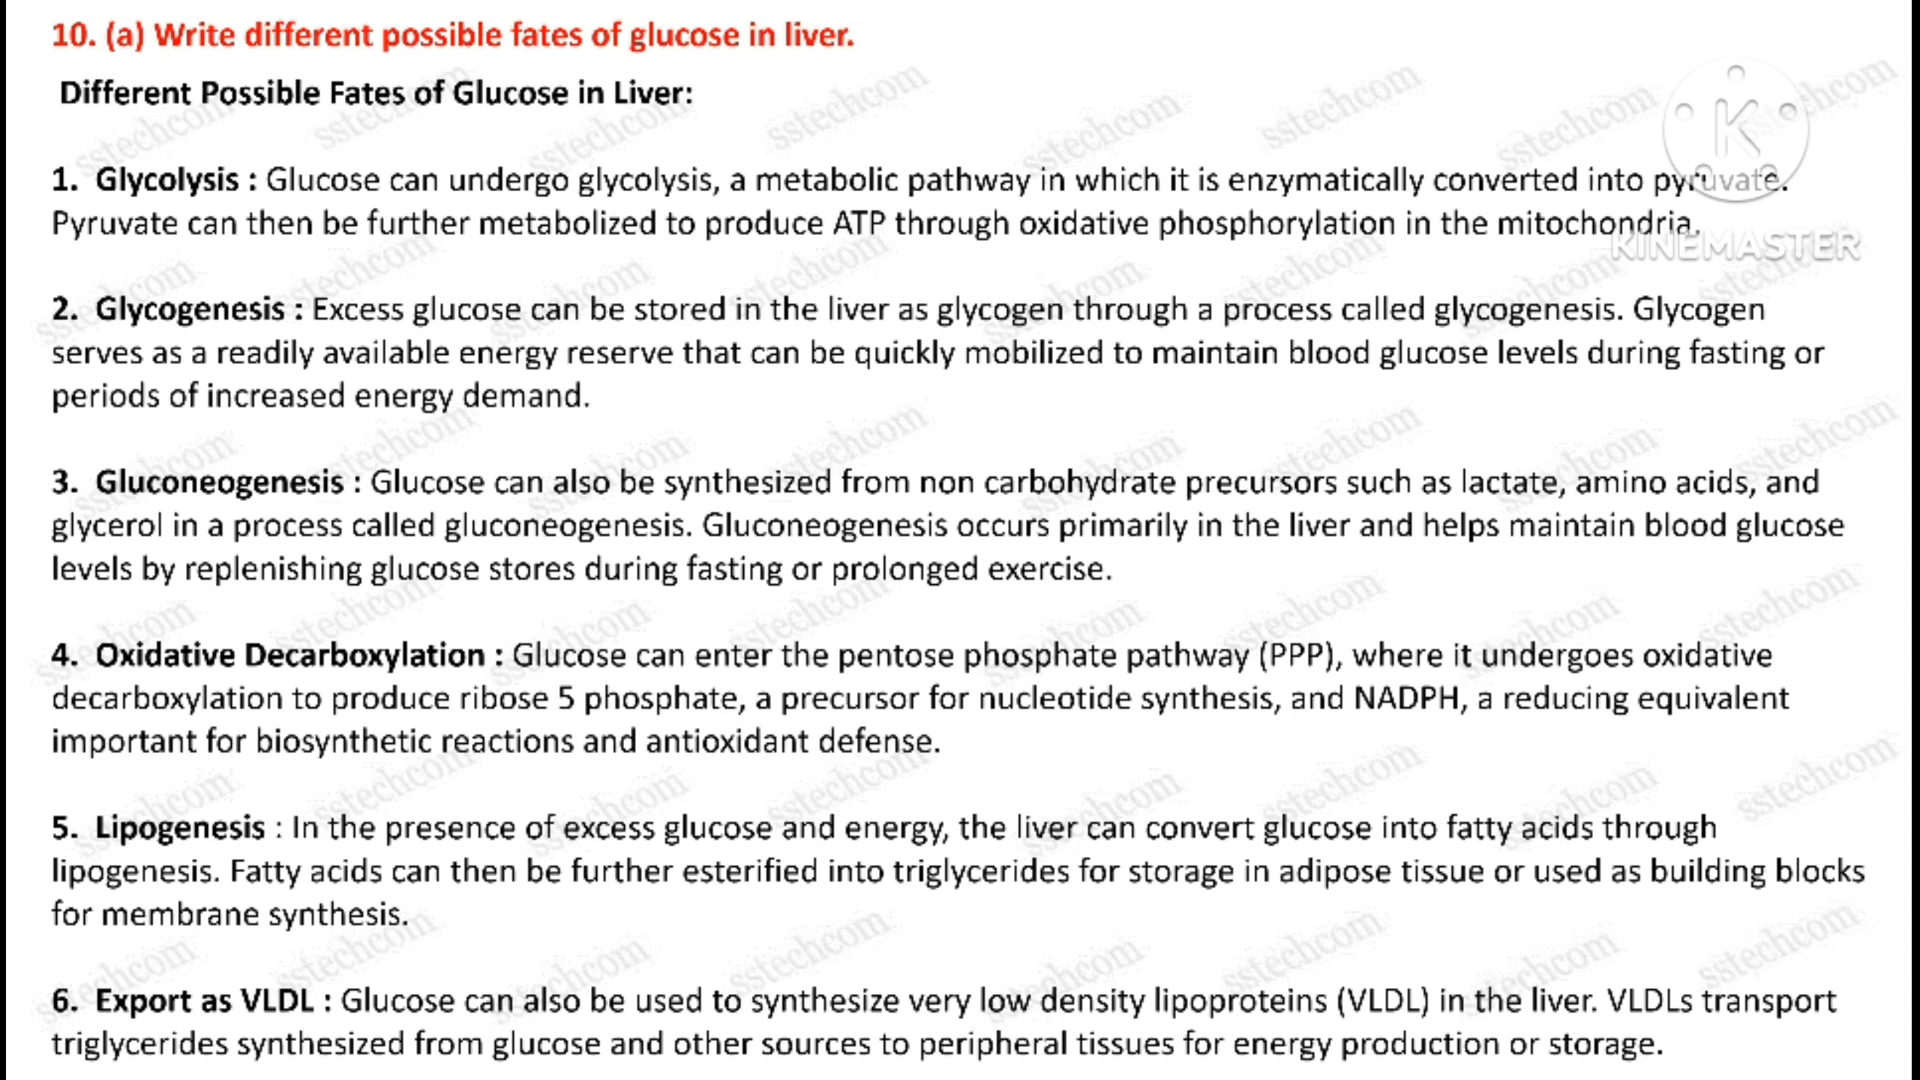 10. (a) Write different possible fates of glucose in liver.
Different Possible Fates of Glucose in Liver:
1. Glycolysis : Glucose can undergo glycolysis, a metabolic pathway in which it is enzymatically converted into pyruvate.
Pyruvate can then be further metabolized to produce ATP through oxidative phosphorylation in the mitochondria.
KINEMASTER
2. Glycogenesis : Excess glucose can be stored in the liver as glycogen through a process called glycogenesis. Glycogen
serves as a readily available energy reserve that can be quickly mobilized to maintain blood glucose levels during fasting or
periods of increased energy demand.
3. Gluconeogenesis : Glucose can also be synthesized from non carbohydrate precursors such as lactate, amino acids, and
glycerol in a process called gluconeogenesis. Gluconeogenesis occurs primarily in the liver and helps maintain blood glucose
levels by replenishing glucose stores during fasting or prolonged exercise.
4. Oxidative Decarboxylation : Glucose can enter the pentose phosphate pathway (PPP), where it undergoes oxidative
decarboxylation to produce ribose 5 phosphate, a precursor for nucleotide synthesis, and NADPH, a reducing equivalent
important for biosynthetic reactions and antioxidant defense.
5. Lipogenesis : In the presence of excess glucose and energy, the liver can convert glucose into fatty acids through
lipogenesis. Fatty acids can then be further esterified into triglycerides for storage in adipose tissue or used as building blocks
for membrane synthesis.
6. Export as VLDL : Glucose can also be used to synthesize very low density lipoproteins (VLDL) in the liver. VLDLs transport
triglycerides synthesized from glucose and other sources to peripheral tissues for energy production or storage.
sstechcom